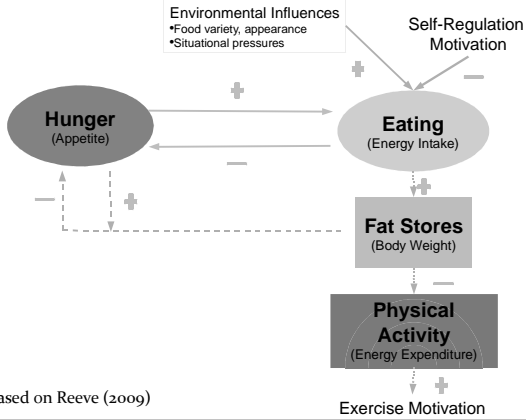 Environmental Influences
•Food variety, appearance
•Situational pressures
Self-Regulation
Motivation
+
+
–
Hunger
(Appetite)
Eating
(Energy Intake)
–
–
+
+
Fat Stores
(Body Weight)
–
Physical
Activity
(Energy Expenditure)
+
ased on Reeve (2009)
Exercise Motivation